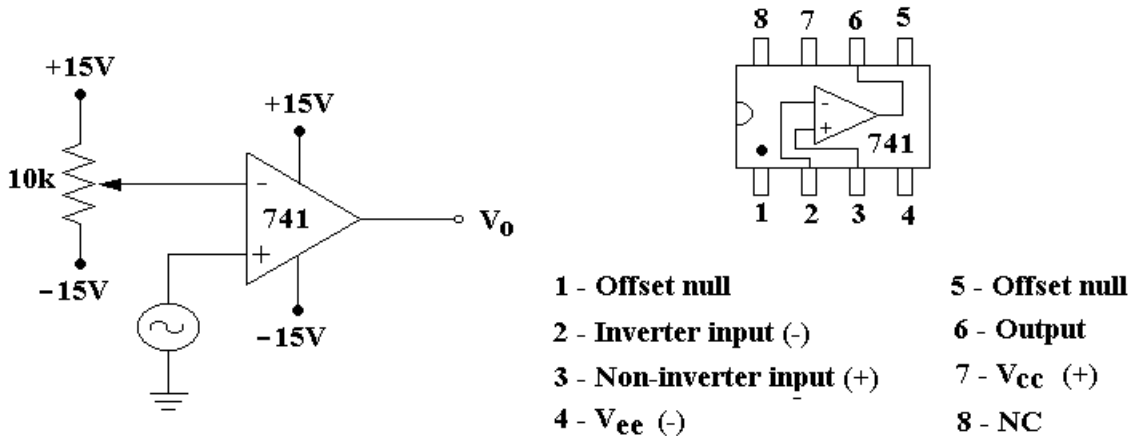 +15V
10k
−15V
+15V
-
741
+
−15V
Vo
8 7 6 5
-
+
741
1 2 3 4
1 - Offset null
2 - Inverter input (-)
3 - Non-inverter input (+)
4 - Vee (-)
5 - Offset null
6 - Output
7 - Vcc (+)
8 - NC